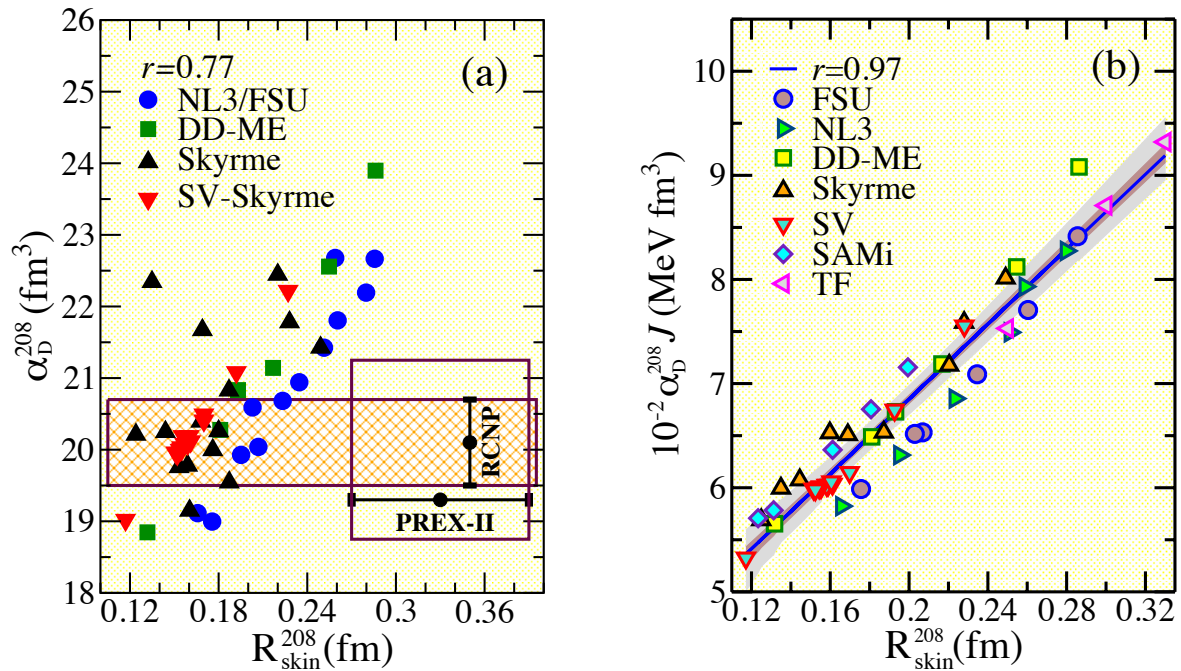 r=0.77
(a)
NL3/FSU
DD-ME
Skyrme
SV-Skyrme
26
25
24
23
22
21
20
19
18
α_D^208 (fm^3)
RCNP
PREX-II
0.12
0.18
0.24
0.3
0.36
R_skin^208 (fm)
r=0.97
(b)
FSU
NL3
DD-ME
Skyrme
SV
SAMi
TF
10
9
8
7
6
5
10^-2 α_D^208 J (MeV fm^3)
0.12
0.16
0.2
0.24
0.28
0.32
R_skin^208 (fm)